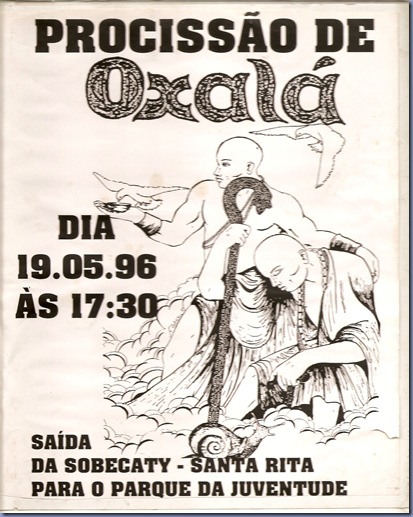 PROCISSÃO DE
Oxalá
DIA
19.05.96
ÀS 17:30
SAÍDA
DA SOBECATY - SANTA RITA
PARA O PARQUE DA JUVENTUDE